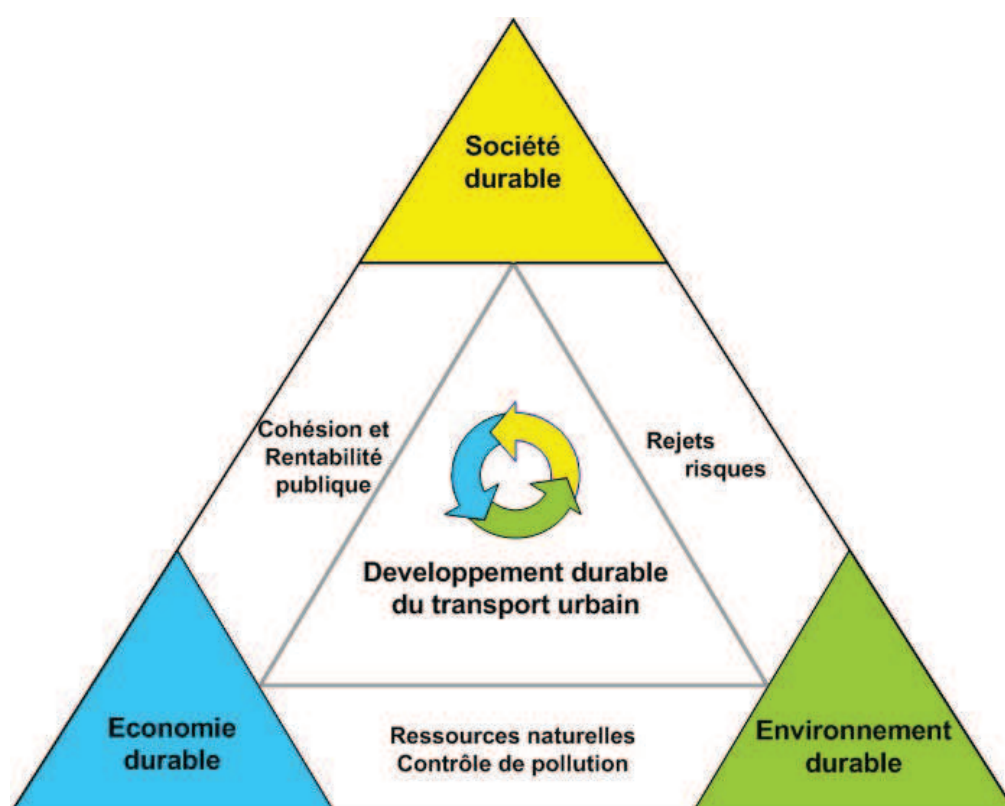 Société
durable
Cohésion et
Rentabilité
publique
Rejets
risques
Developpement durable
du transport urbain
Economie
durable
Ressources naturelles
Contrôle de pollution
Environnement
durable